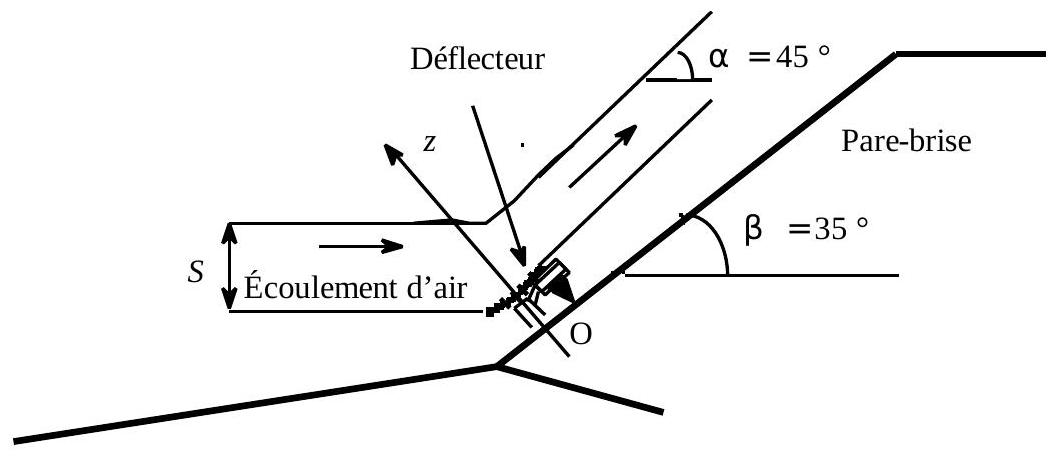 Déflecteur
α = 45 °
z
Pare-brise
β = 35 °
S
Écoulement d’air
O